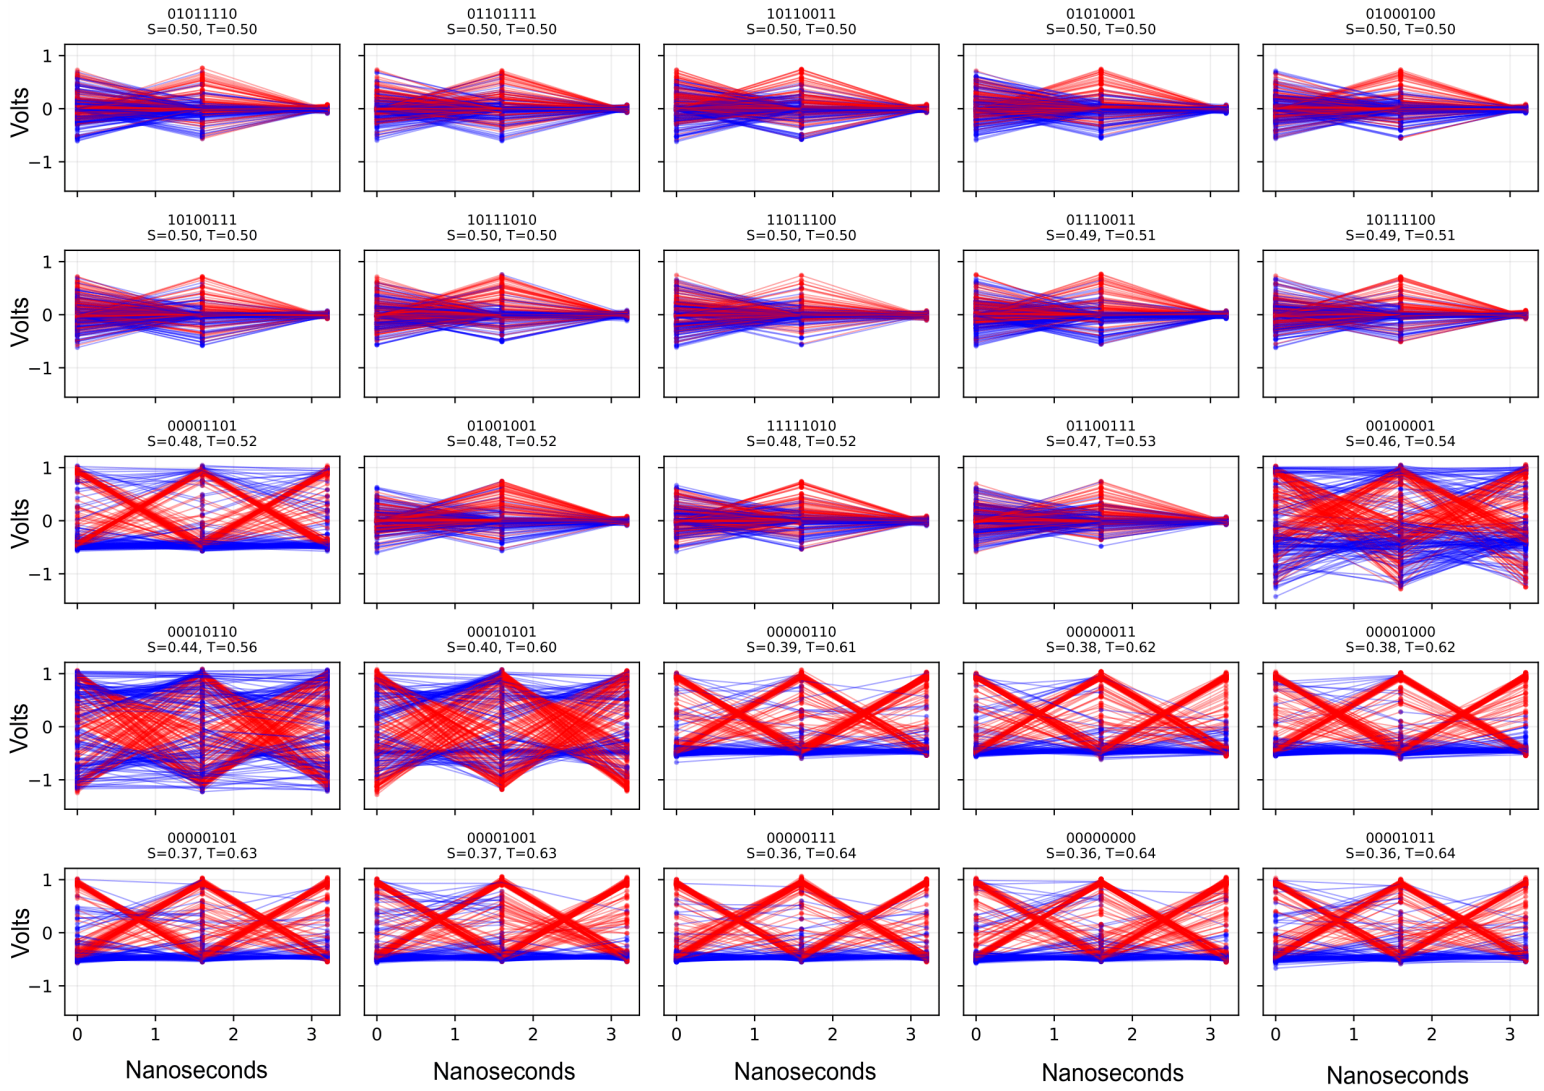 01011110 01101111 10110011 01010001 01000100
S=0.50, T=0.50 S=0.50, T=0.50 S=0.50, T=0.50 S=0.50, T=0.50 S=0.50, T=0.50
1
0
−1
Volts
10100111 10111010 11011100 01110011 10111100
S=0.50, T=0.50 S=0.50, T=0.50 S=0.50, T=0.50 S=0.49, T=0.51 S=0.49, T=0.51
1
0
−1
Volts
00001101 01001001 11111010 01100111 00100001
S=0.48, T=0.52 S=0.48, T=0.52 S=0.48, T=0.52 S=0.47, T=0.53 S=0.46, T=0.54
1
0
−1
Volts
00010110 00010101 00000110 00000011 00001000
S=0.44, T=0.56 S=0.40, T=0.60 S=0.39, T=0.61 S=0.38, T=0.62 S=0.38, T=0.62
1
0
−1
Volts
00000101 00001001 00000111 00000000 00001011
S=0.37, T=0.63 S=0.37, T=0.63 S=0.36, T=0.64 S=0.36, T=0.64 S=0.36, T=0.64
1
0
−1
Volts
0 1 2 3 0 1 2 3 0 1 2 3 0 1 2 3 0 1 2 3
Nanoseconds Nanoseconds Nanoseconds Nanoseconds Nanoseconds